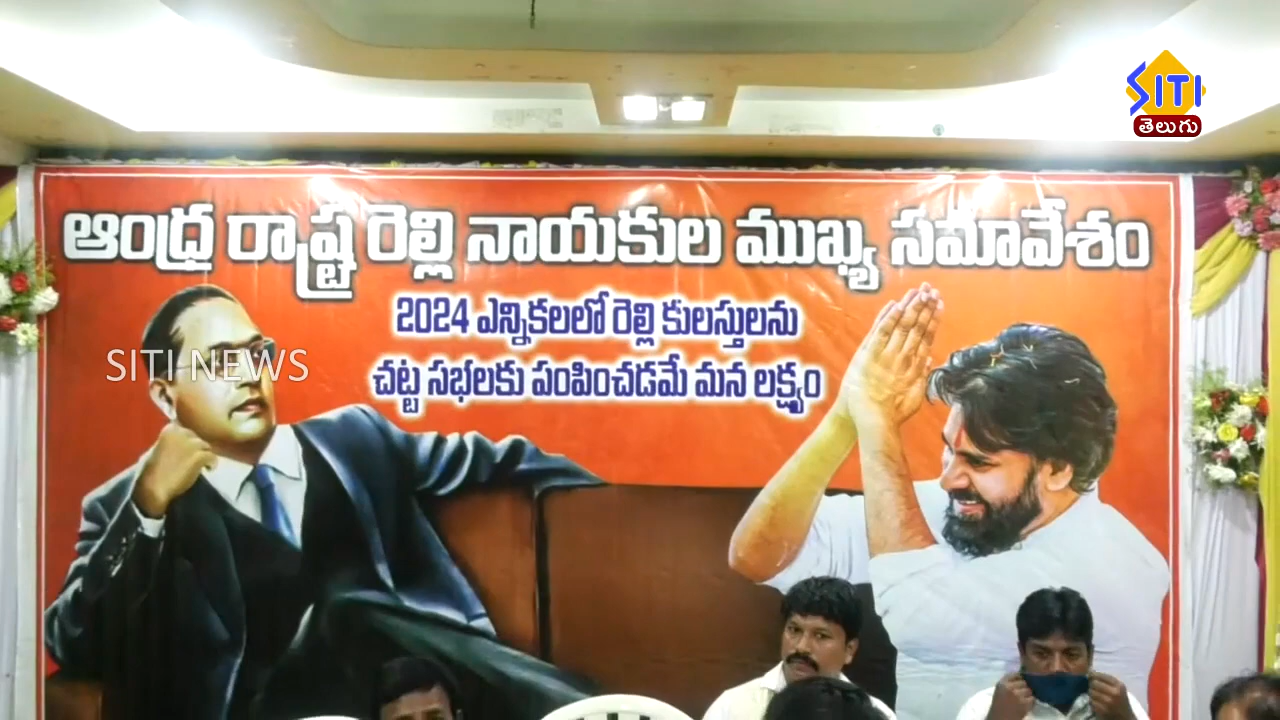 SITI
తెలుగు
ఆంధ్ర రాష్ట్ర రెల్లి నాయకుల ముఖ్య సమావేశం
2024 ఎన్నికలలో రెల్లి కులస్తులను
చట్ట సభలకు పంపించడమే మన లక్ష్యం
SITI NEWS